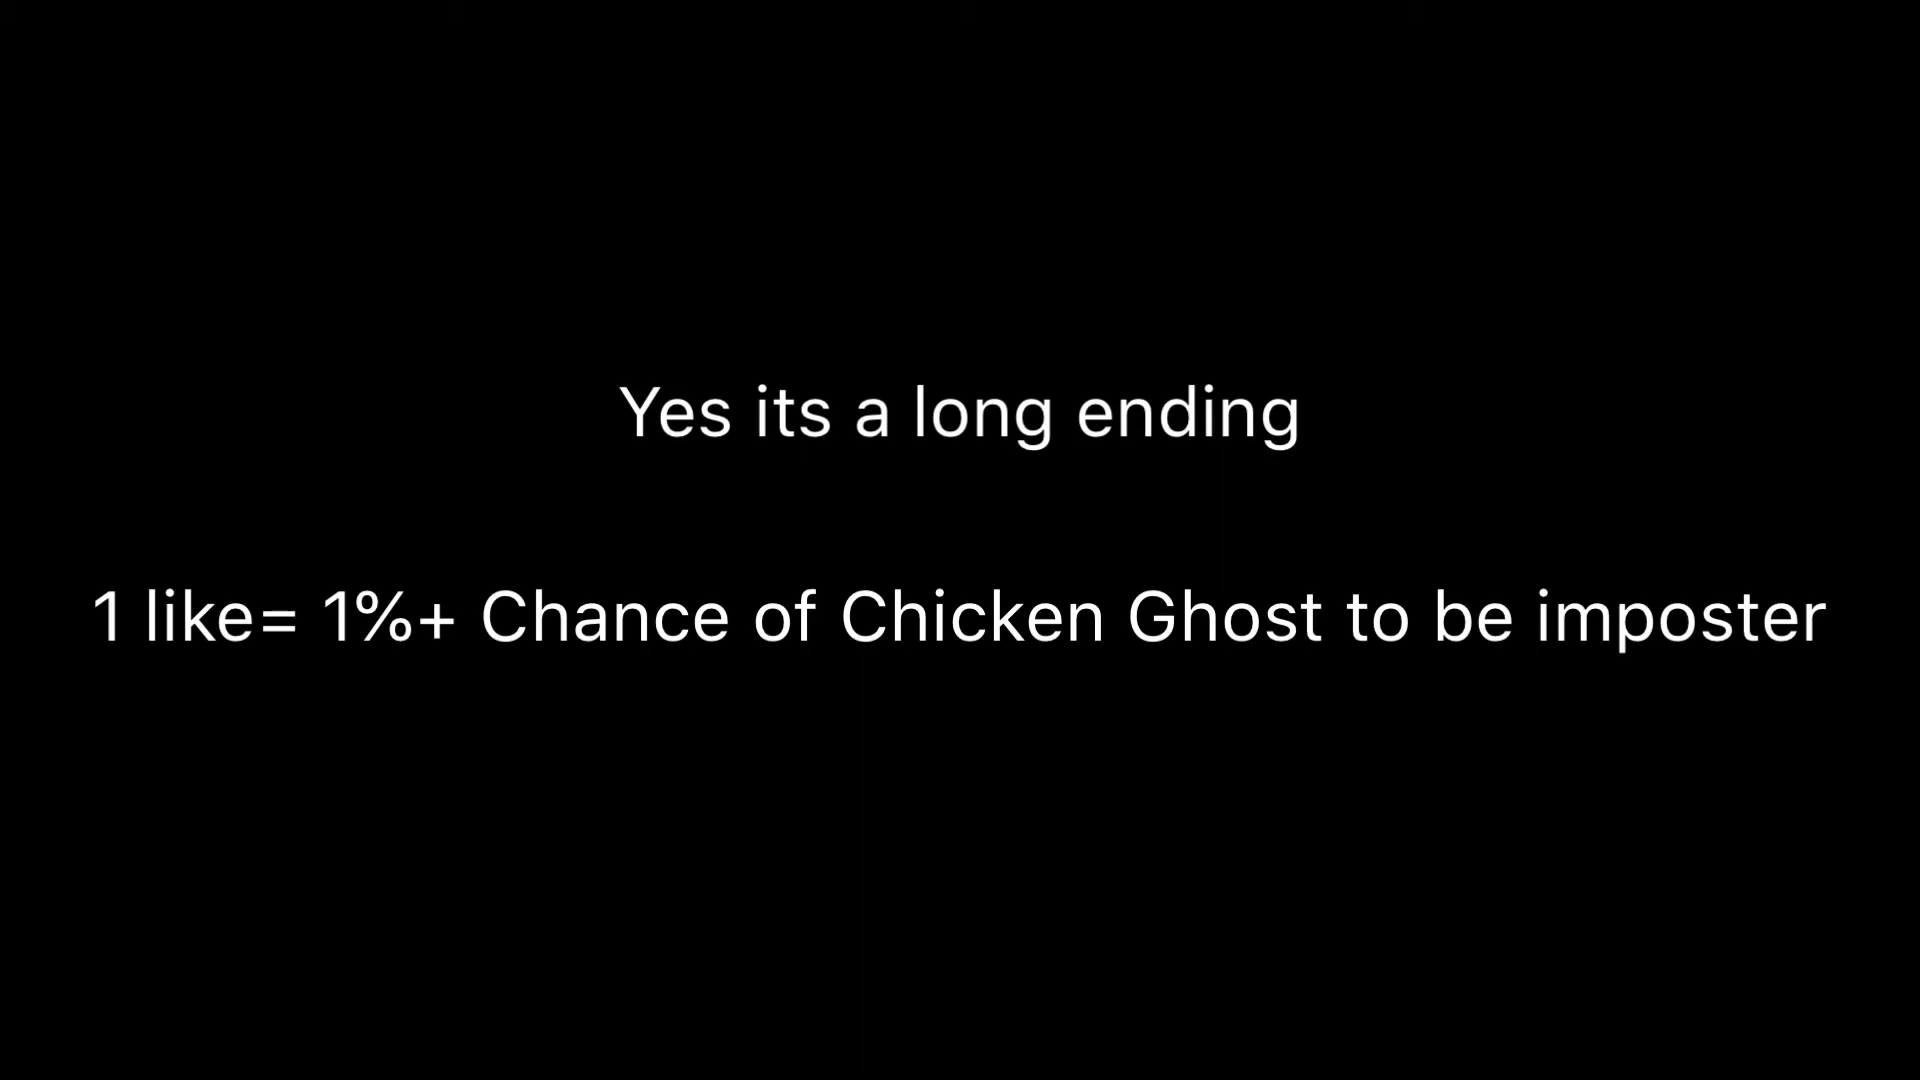 Yes its a long ending
1 like= 1%+ Chance of Chicken Ghost to be imposter